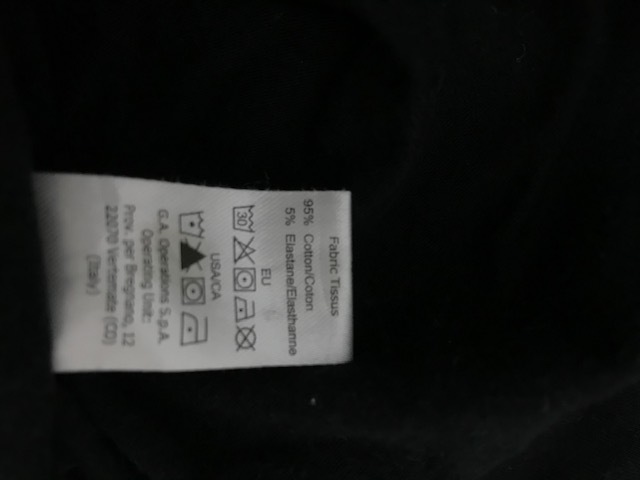 Fabric Tissus
95% Cotton/Coton
5% Elastane/Elasthanne
EU
30
USA/CA
G.A. Operations S.p.A.
Operating Unit:
Prov. per Bregnano, 12
22070 Vertemate (CO)
(Italy)